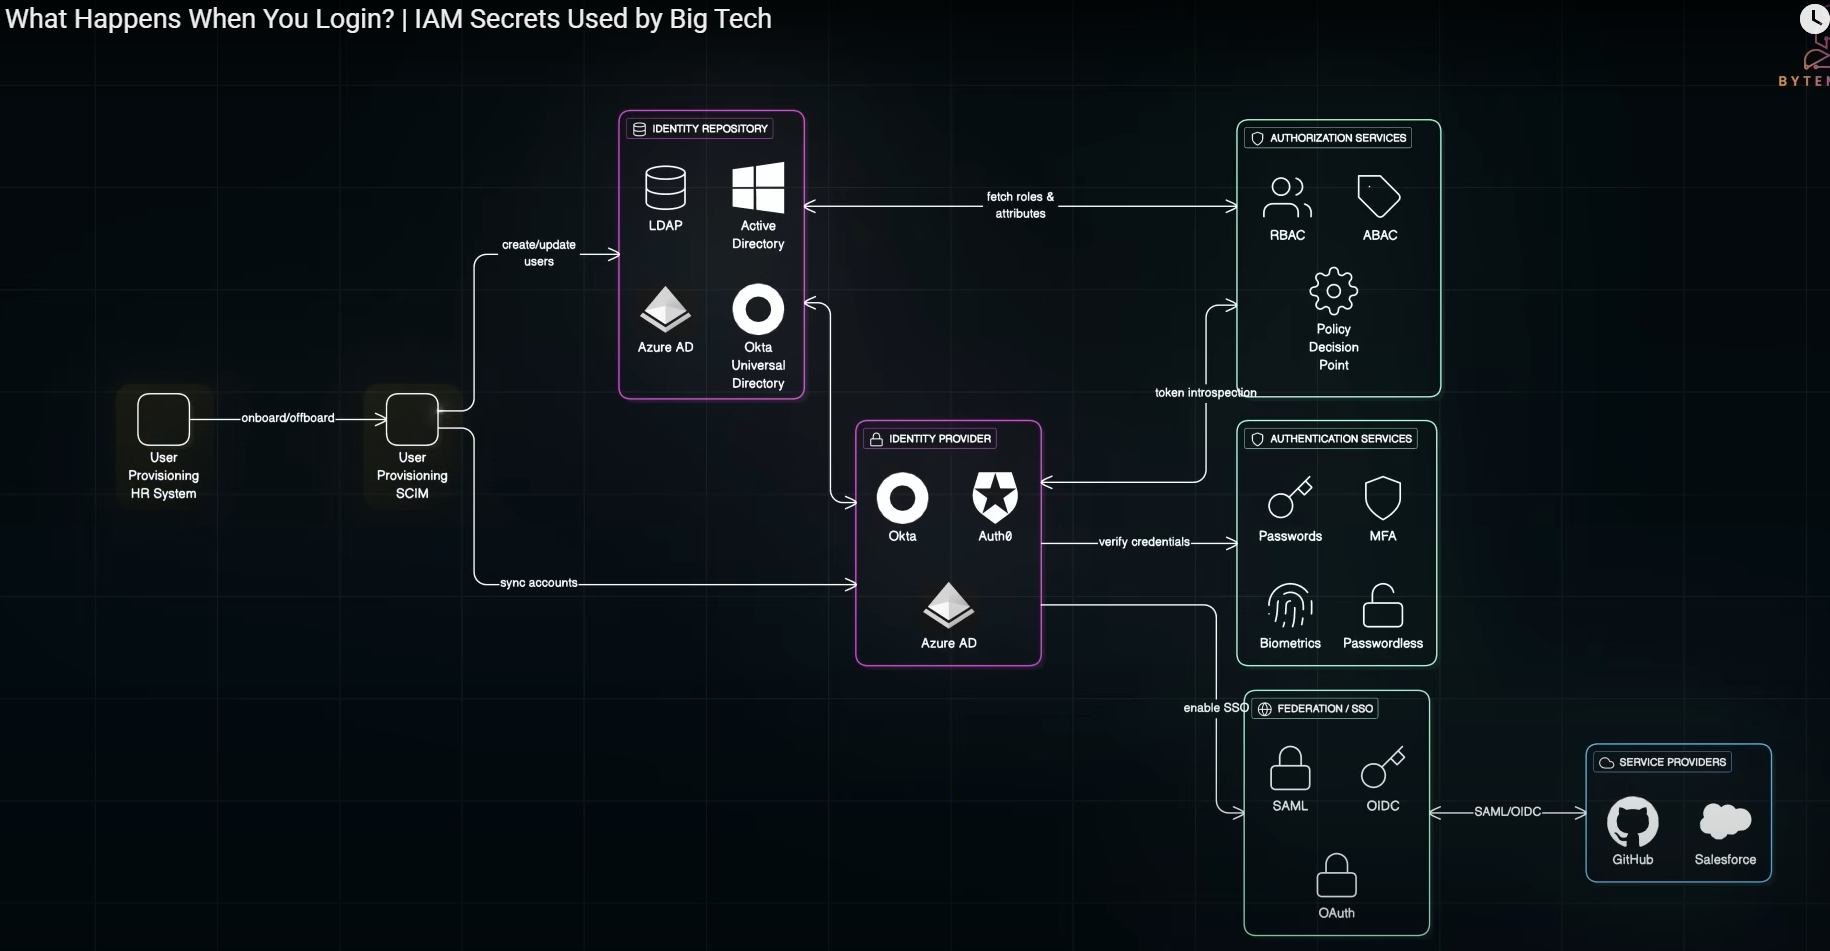 What Happens When You Login? | IAM Secrets Used by Big Tech
IDENTITY REPOSITORY
LDAP
Active
Directory
Azure AD
Okta
Universal
Directory
AUTHORIZATION SERVICES
RBAC
ABAC
Policy
Decision
Point
fetch roles &
attributes
create/update
users
onboard/offboard
User
Provisioning
HR System
User
Provisioning
SCIM
token introspection
IDENTITY PROVIDER
Okta
Auth0
Azure AD
AUTHENTICATION SERVICES
Passwords
MFA
Biometrics
Passwordless
verify credentials
sync accounts
enable SSO
FEDERATION / SSO
SAML
OIDC
OAuth
SAML/OIDC
SERVICE PROVIDERS
GitHub
Salesforce